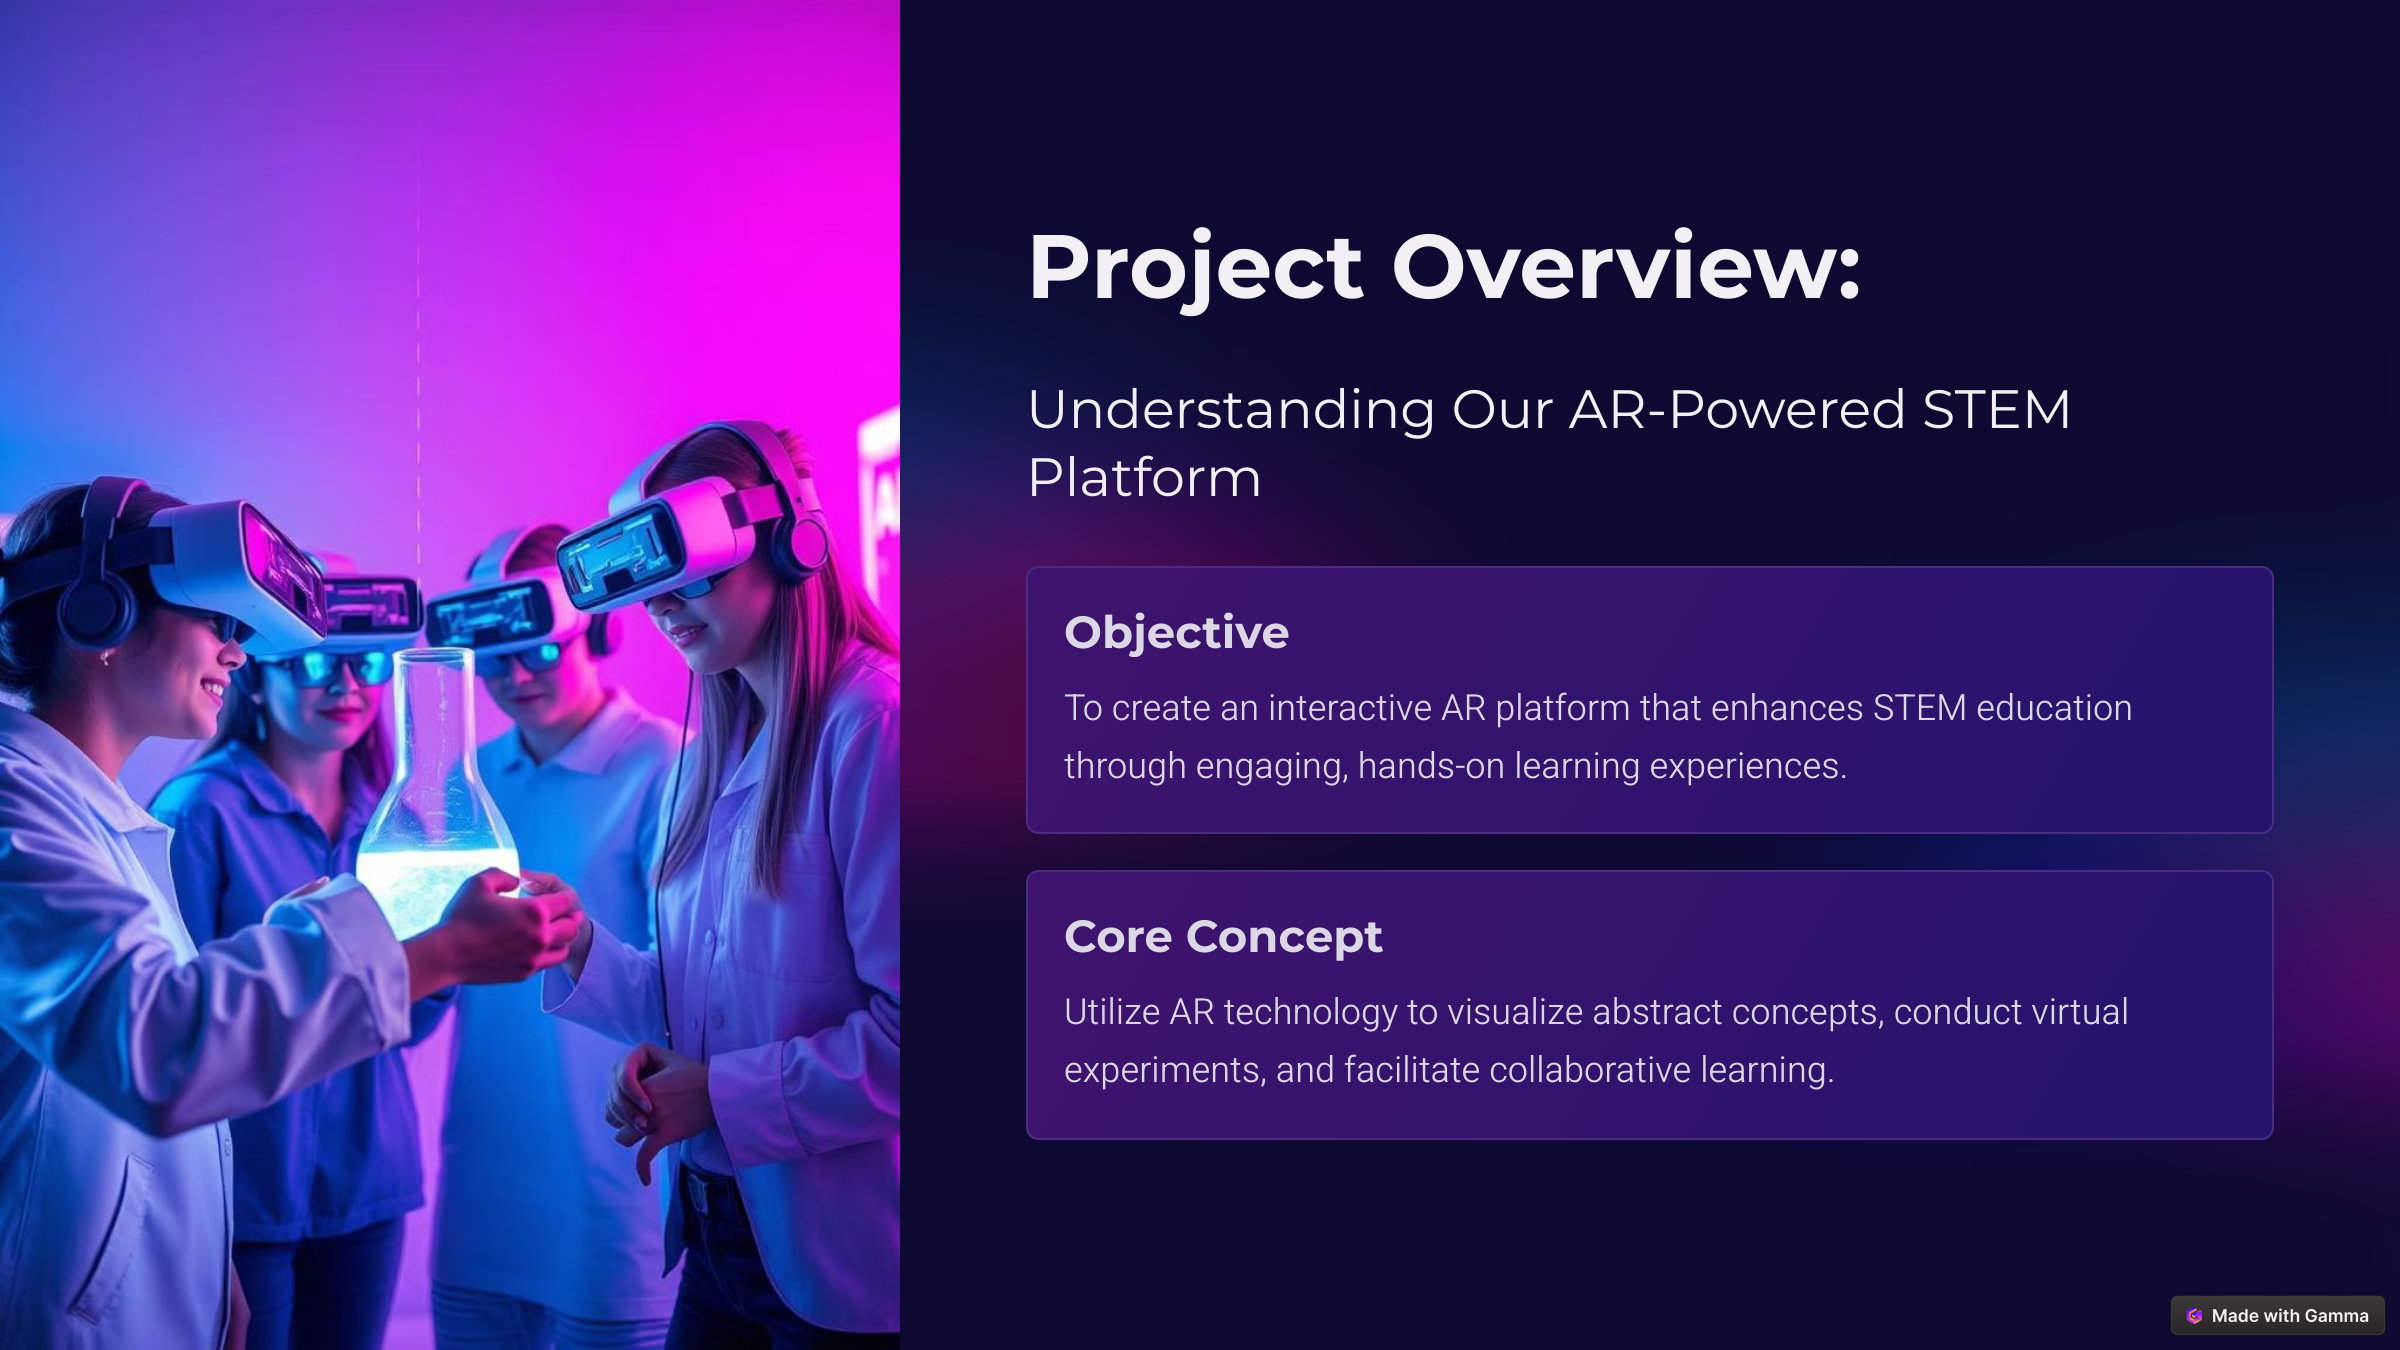 Project Overview:
Understanding Our AR-Powered STEM
Platform
Objective
To create an interactive AR platform that enhances STEM education
through engaging, hands-on learning experiences.
Core Concept
Utilize AR technology to visualize abstract concepts, conduct virtual
experiments, and facilitate collaborative learning.
Made with Gamma